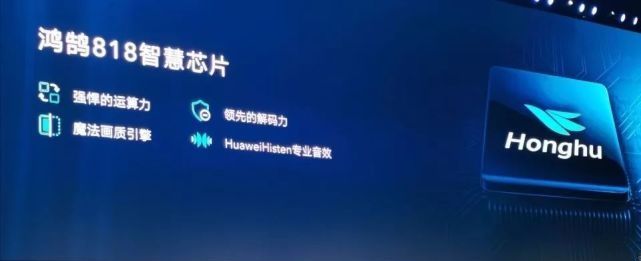 鸿鹄818智慧芯片
强悍的运算力
领先的解码力
魔法画质引擎
HuaweiHisten专业音效
Honghu